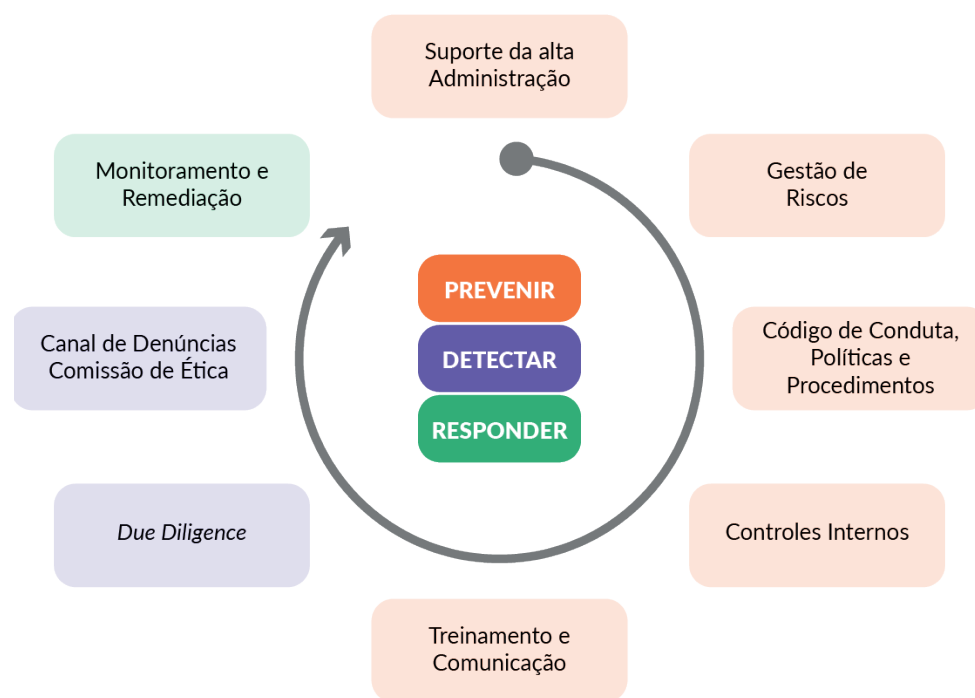 Suporte da alta
Administração
Gestão de
Riscos
Código de Conduta,
Políticas e
Procedimentos
Controles Internos
Treinamento e
Comunicação
Due Diligence
Canal de Denúncias
Comissão de Ética
Monitoramento e
Remediação
PREVENIR
DETECTAR
RESPONDER